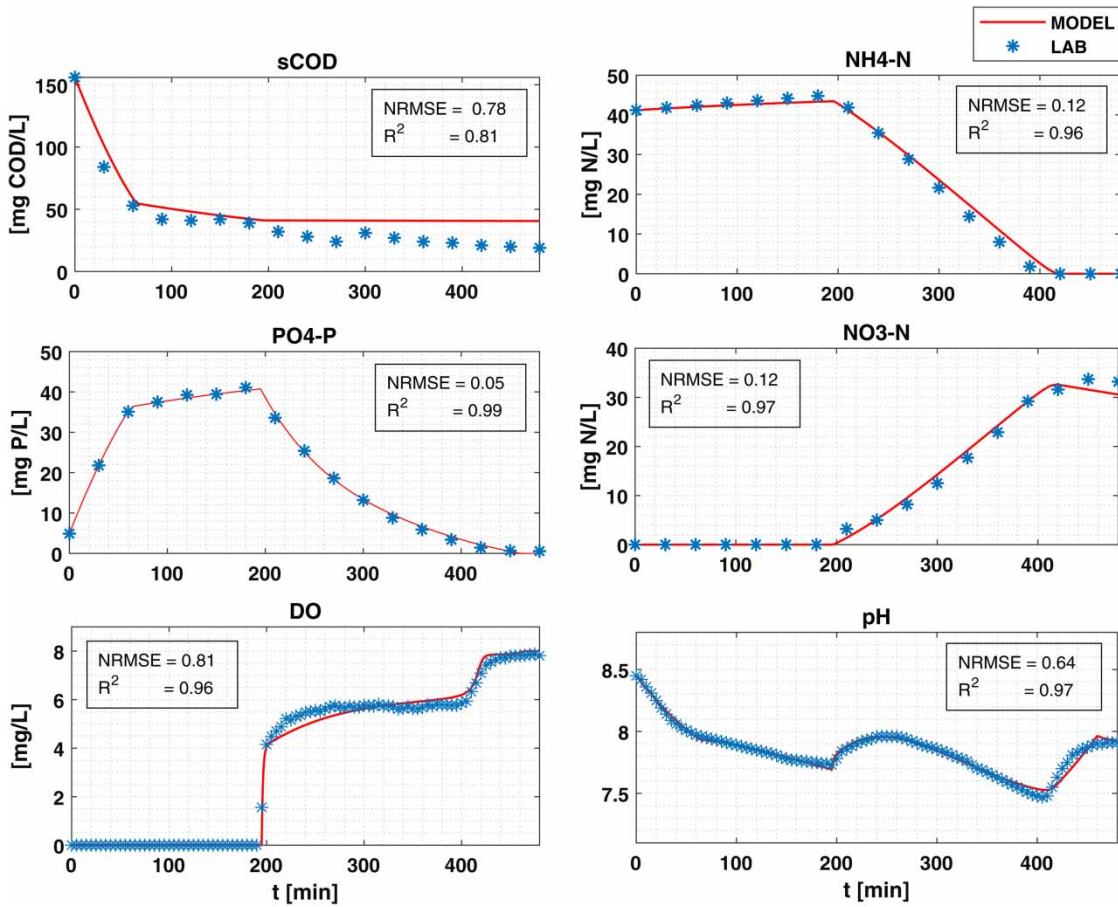 MODEL
LAB
sCOD
NRMSE = 0.78
R² = 0.81
[mg COD/L]
150
100
50
0
0 200 400
NH4-N
NRMSE = 0.12
R² = 0.96
[mg N/L]
50
40
30
20
10
0
0 100 200 300 400
PO4-P
NRMSE = 0.05
R² = 0.99
[mg P/L]
50
40
30
20
10
0
0 100 200 300 400
NO3-N
NRMSE = 0.12
R² = 0.97
[mg N/L]
40
30
20
10
0
0 100 200 300 400
DO
NRMSE = 0.81
R² = 0.96
[mg/L]
8
6
4
2
0
0 100 200 300 400
t [min]
pH
NRMSE = 0.64
R² = 0.97
8.5
8
7.5
0 100 200 300 400
t [min]